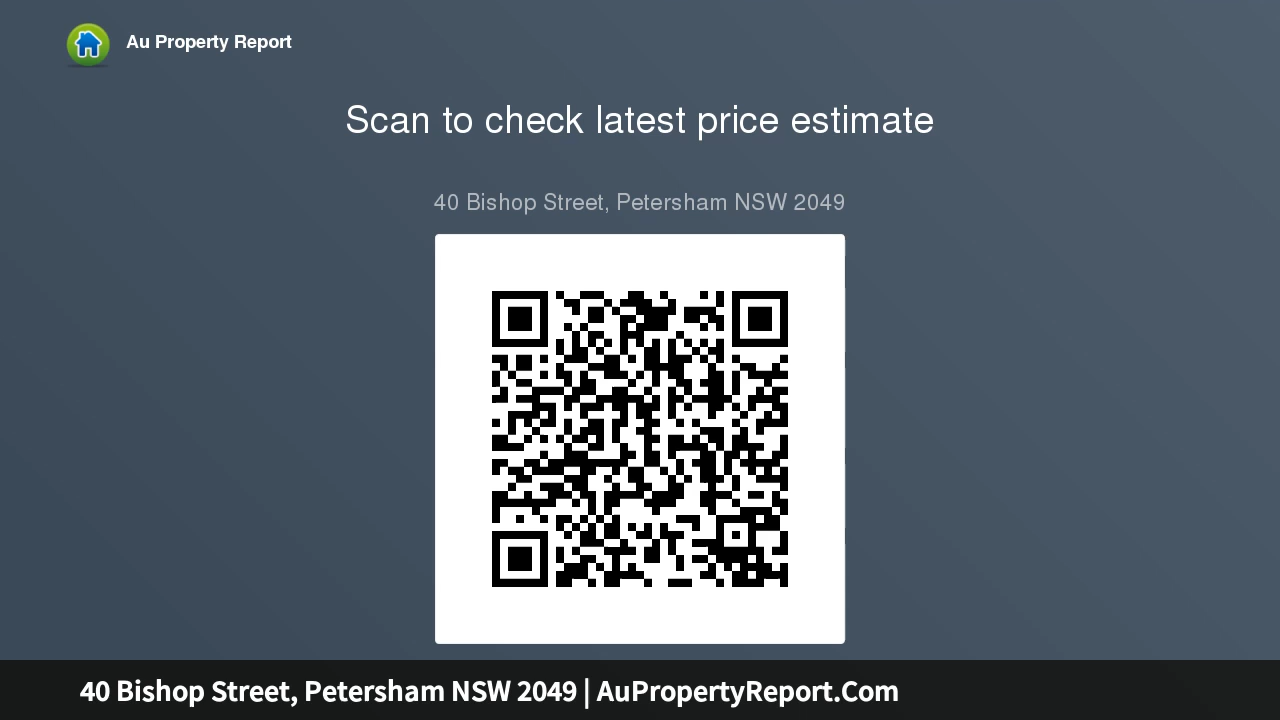 Au Property Report
Scan to check latest price estimate
40 Bishop Street, Petersham NSW 2049
40 Bishop Street, Petersham NSW 2049 | AuPropertyReport.Com